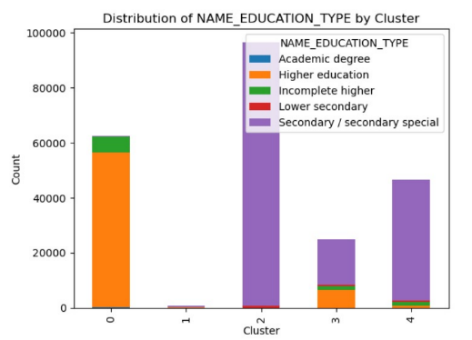 Distribution of NAME_EDUCATION_TYPE by Cluster
NAME_EDUCATION_TYPE
Academic degree
Higher education
Incomplete higher
Lower secondary
Secondary / secondary special
Count
100000
80000
60000
40000
20000
0
0
1
2
3
4
Cluster